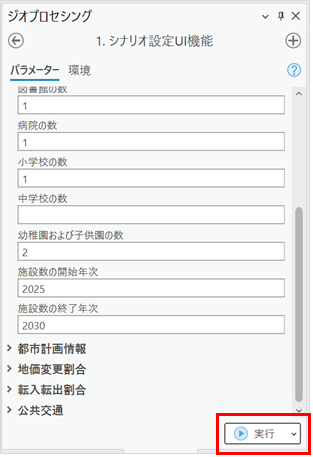 ジオプロセシング
1. シナリオ設定UI機能
パラメーター 環境
図書館の数
1
病院の数
1
小学校の数
1
中学校の数
幼稚園および子供園の数
2
施設数の開始年次
2025
施設数の終了年次
2030
都市計画情報
地価変更割合
転入転出割合
公共交通
実行